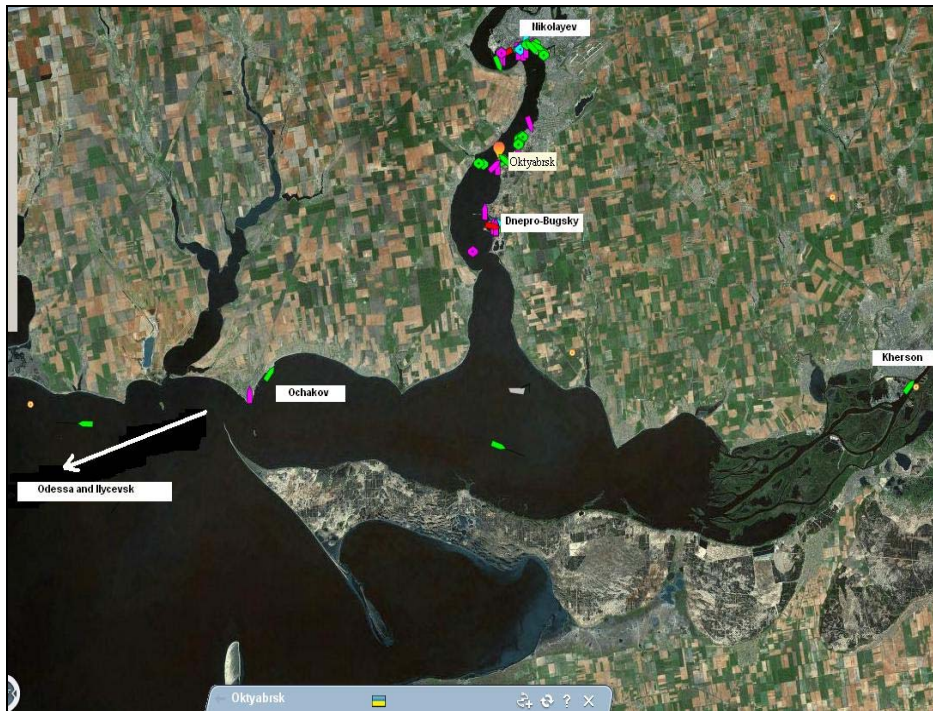 Nikolayev
Oktyabrsk
Dnepro-Bugsky
Kherson
Ochakov
Odessa and Ilycevsk
Oktyabrsk
?